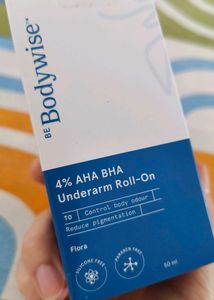 BE Bodywise™
4% AHA BHA
Underarm Roll-On
TO Control body odour
Reduce pigmentation
Flora
SILICONE FREE
PARABEN FREE
50 ml